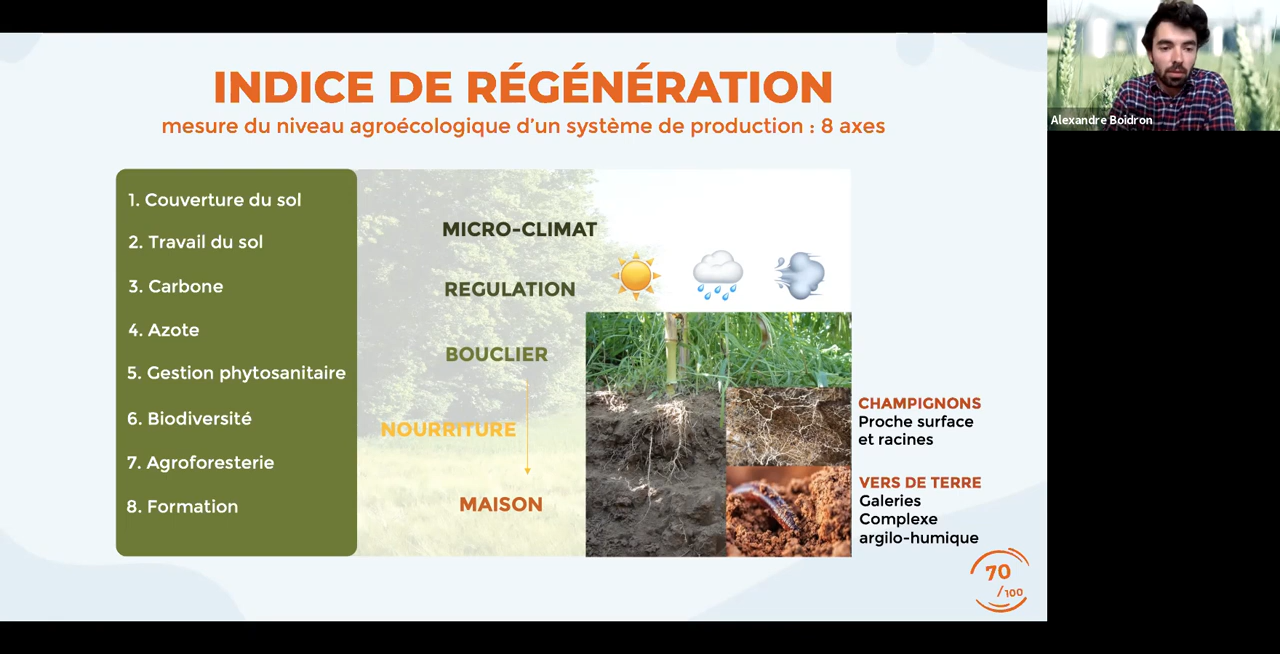 INDICE DE RÉGÉNÉRATION
mesure du niveau agroécologique d'un système de production : 8 axes
Alexandre Boidron
1. Couverture du sol
2. Travail du sol
3. Carbone
4. Azote
5. Gestion phytosanitaire
6. Biodiversité
7. Agroforesterie
8. Formation
MICRO-CLIMAT
REGULATION
BOUCLIER
NOURRITURE
MAISON
CHAMPIGNONS
Proche surface
et racines
VERS DE TERRE
Galeries
Complexe
argilo-humique
70
/100